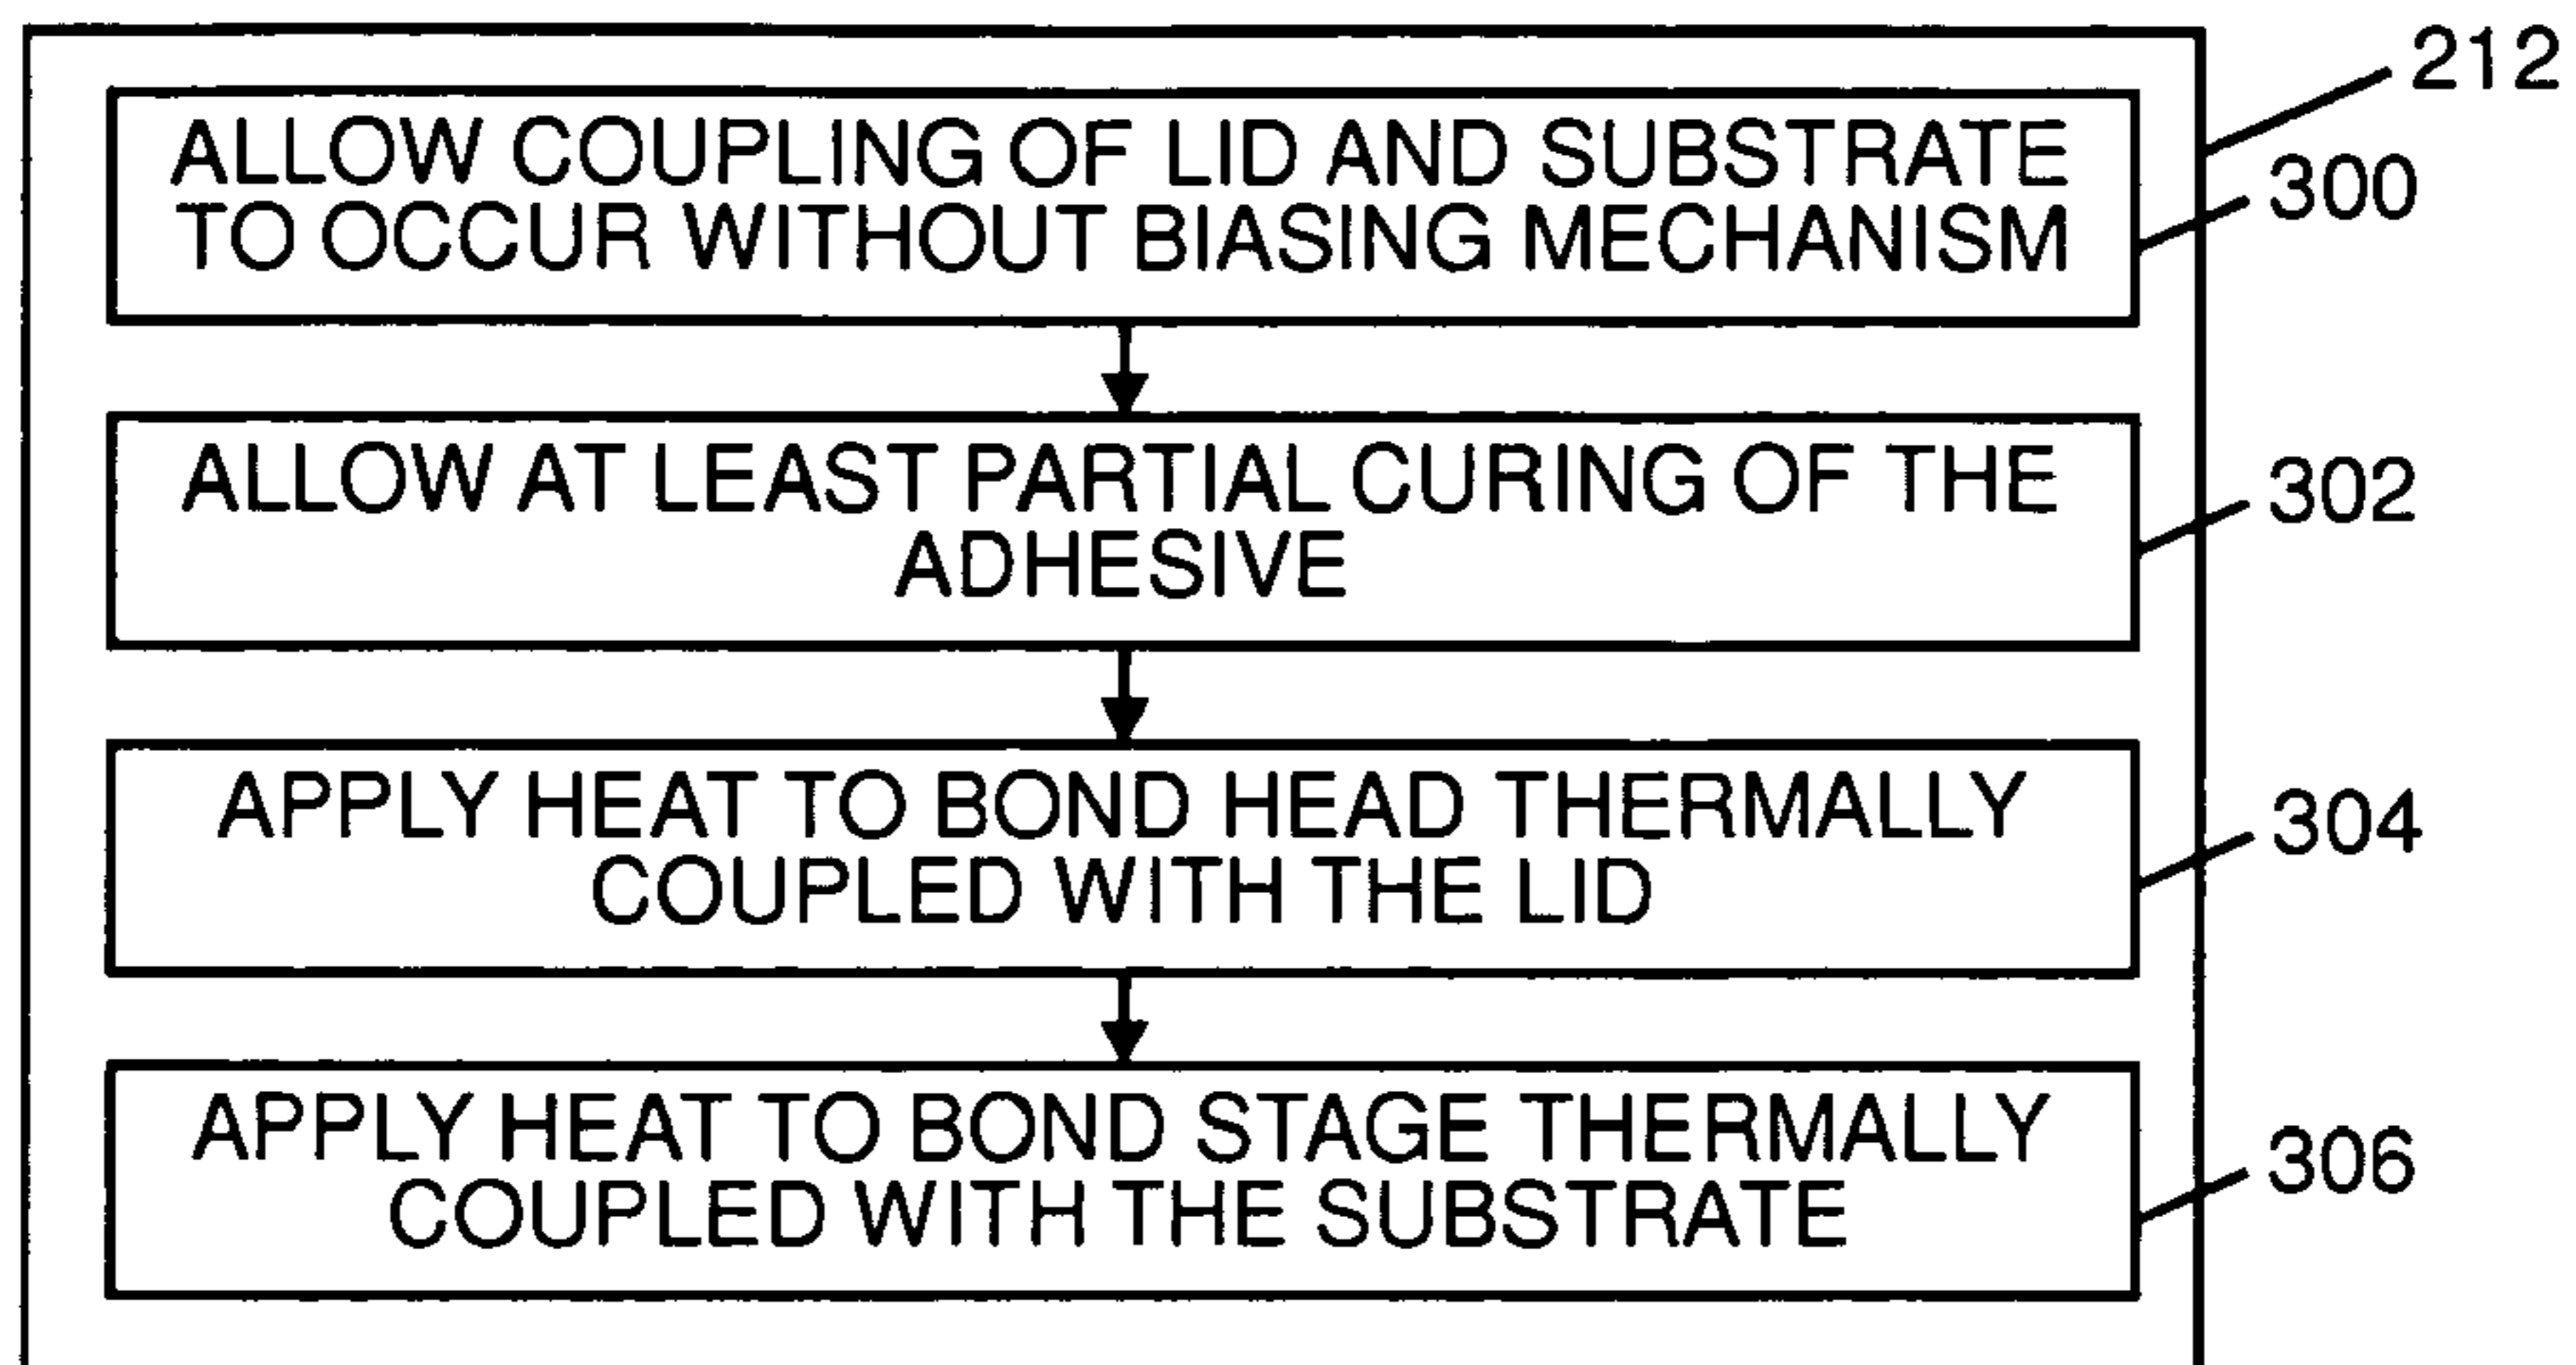 212
ALLOW COUPLING OF LID AND SUBSTRATE
TO OCCUR WITHOUT BIASING MECHANISM
300
ALLOW AT LEAST PARTIAL CURING OF THE
ADHESIVE
302
APPLY HEAT TO BOND HEAD THERMALLY
COUPLED WITH THE LID
304
APPLY HEAT TO BOND STAGE THERMALLY
COUPLED WITH THE SUBSTRATE
306